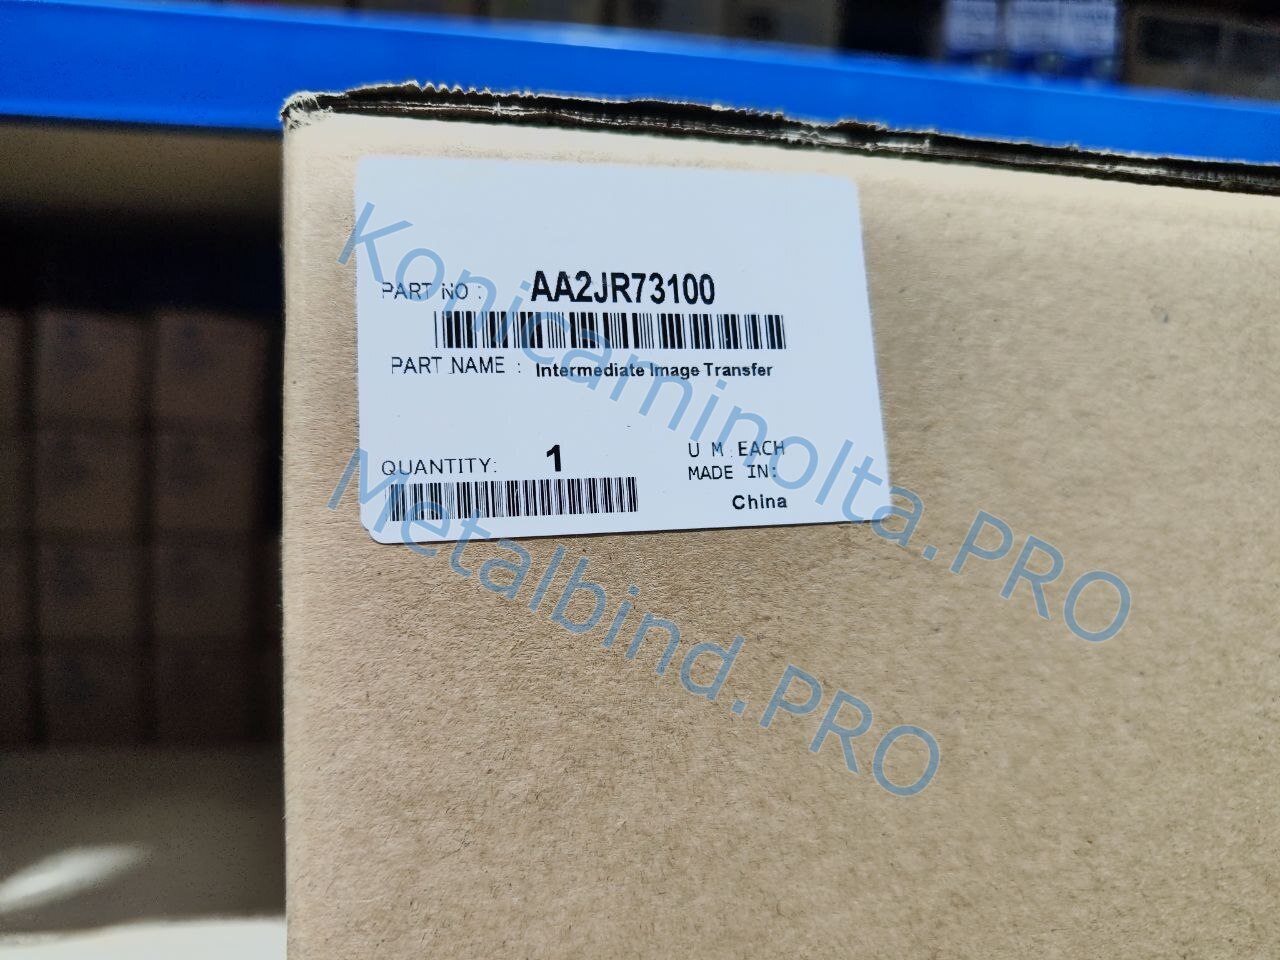 PART NO : AA2JR73100
PART NAME : Intermediate Image Transfer
QUANTITY: 1
U M EACH
MADE IN:
China
Konicaminolta.PRO
Metalbind.PRO